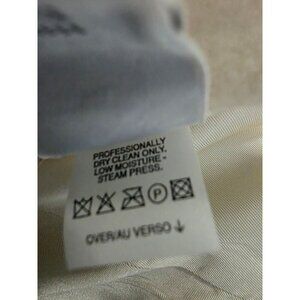 PROFESSIONALLY
DRY CLEAN ONLY.
LOW MOISTURE -
STEAM PRESS.
P
OVER/AU VERSO ↓